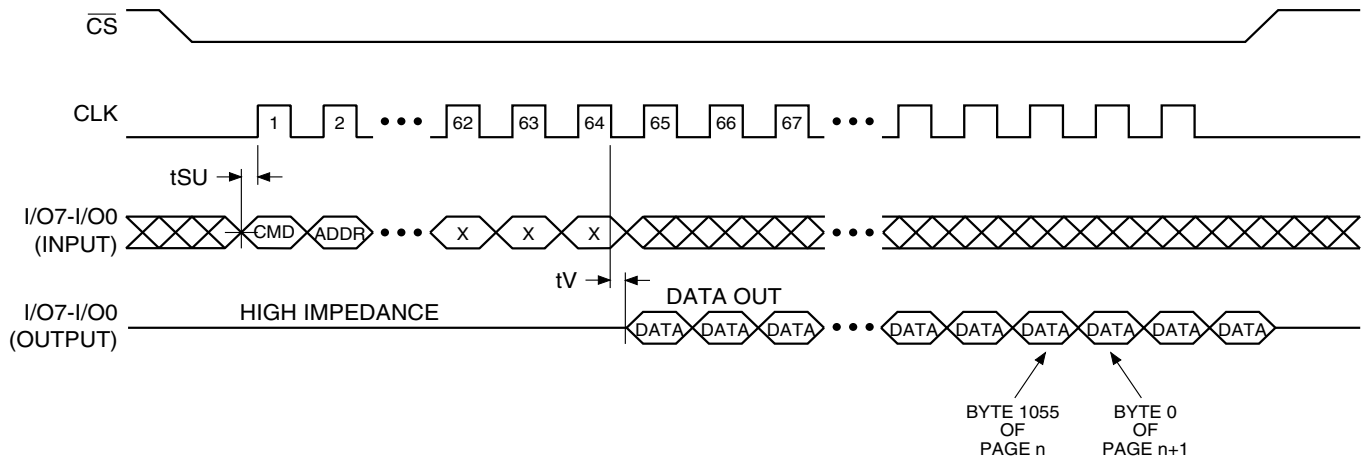 CS
CLK
1 2 ••• 62 63 64 65 66 67 •••
tSU
I/O7-I/O0
(INPUT)
CMD ADDR ••• X X X •••
tV
I/O7-I/O0
(OUTPUT)
HIGH IMPEDANCE
DATA OUT
DATA DATA DATA ••• DATA DATA DATA DATA DATA DATA
BYTE 1055
OF
PAGE n
BYTE 0
OF
PAGE n+1